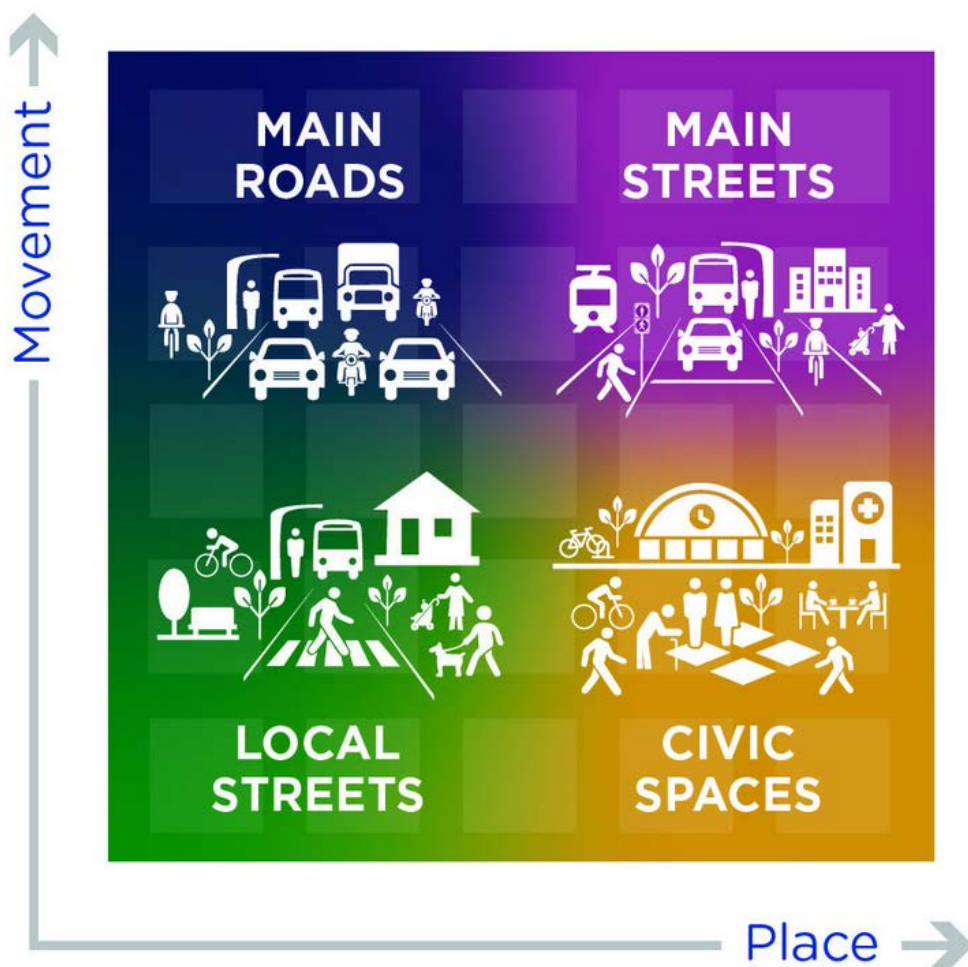 Movement
MAIN
ROADS
MAIN
STREETS
LOCAL
STREETS
CIVIC
SPACES
Place